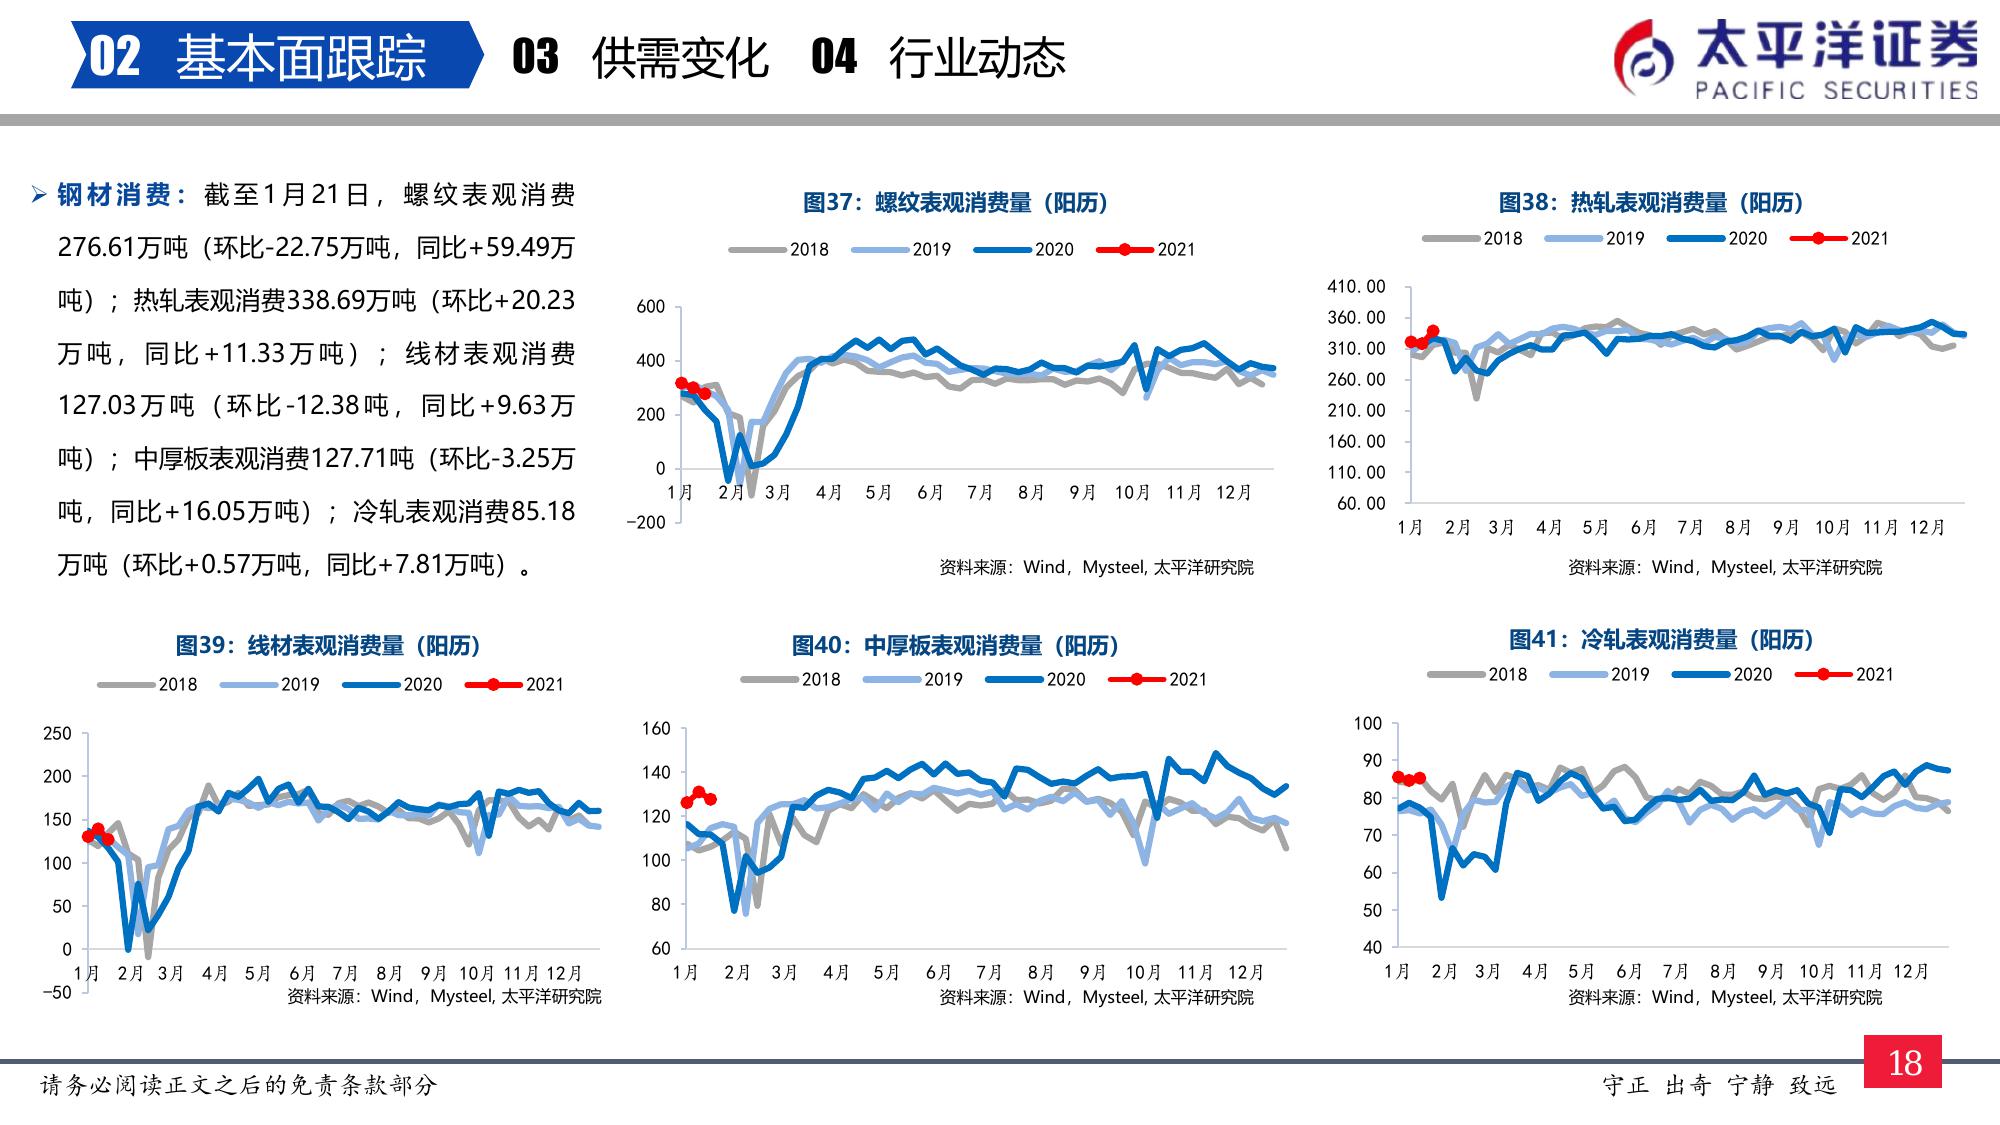 02 基本面跟踪 03 供需变化 04 行业动态
太平洋证券
PACIFIC SECURITIES
钢材消费：截至1月21日，螺纹表观消费
276.61万吨（环比-22.75万吨，同比+59.49万
吨）；热轧表观消费338.69万吨（环比+20.23
万吨，同比+11.33万吨）；线材表观消费
127.03万吨（环比-12.38吨，同比+9.63万
吨）；中厚板表观消费127.71吨（环比-3.25万
吨，同比+16.05万吨）；冷轧表观消费85.18
万吨（环比+0.57万吨，同比+7.81万吨）。
图37：螺纹表观消费量（阳历）
2018 2019 2020 2021
600
400
200
0
-200
1月 2月 3月 4月 5月 6月 7月 8月 9月 10月 11月 12月
资料来源：Wind，Mysteel, 太平洋研究院
图38：热轧表观消费量（阳历）
2018 2019 2020 2021
410.00
360.00
310.00
260.00
210.00
160.00
110.00
60.00
1月 2月 3月 4月 5月 6月 7月 8月 9月 10月 11月 12月
资料来源：Wind，Mysteel, 太平洋研究院
图39：线材表观消费量（阳历）
2018 2019 2020 2021
250
200
150
100
50
0
-50
1月 2月 3月 4月 5月 6月 7月 8月 9月 10月 11月 12月
资料来源：Wind，Mysteel, 太平洋研究院
图40：中厚板表观消费量（阳历）
2018 2019 2020 2021
160
140
120
100
80
60
1月 2月 3月 4月 5月 6月 7月 8月 9月 10月 11月 12月
资料来源：Wind，Mysteel, 太平洋研究院
图41：冷轧表观消费量（阳历）
2018 2019 2020 2021
100
90
80
70
60
50
40
1月 2月 3月 4月 5月 6月 7月 8月 9月 10月 11月 12月
资料来源：Wind，Mysteel, 太平洋研究院
请务必阅读正文之后的免责条款部分
守正 出奇 宁静 致远
18